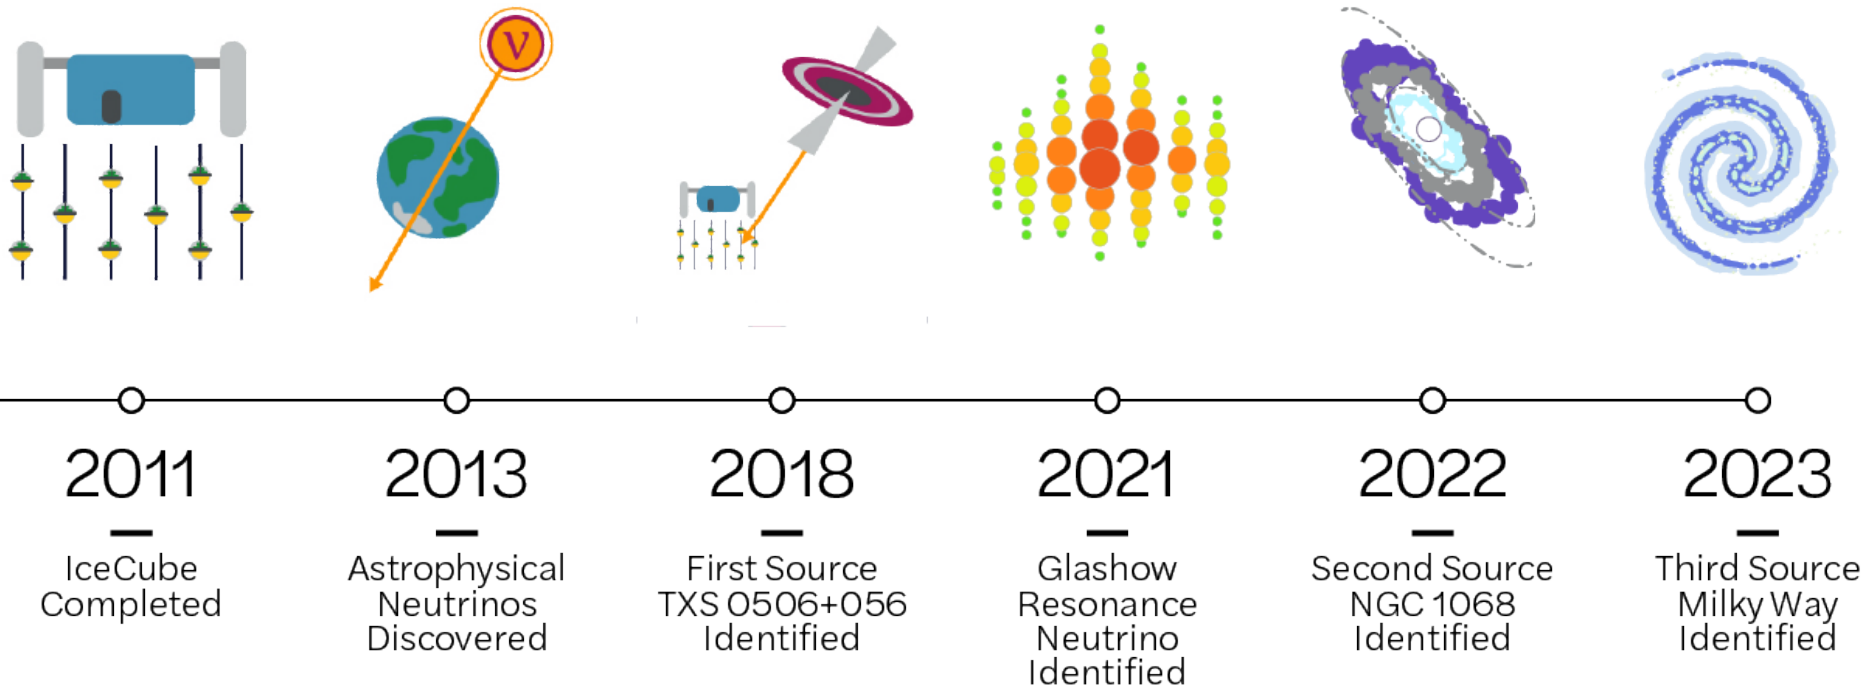 ν
2011
IceCube
Completed
2013
Astrophysical
Neutrinos
Discovered
2018
First Source
TXS 0506+056
Identified
2021
Glashow
Resonance
Neutrino
Identified
2022
Second Source
NGC 1068
Identified
2023
Third Source
Milky Way
Identified